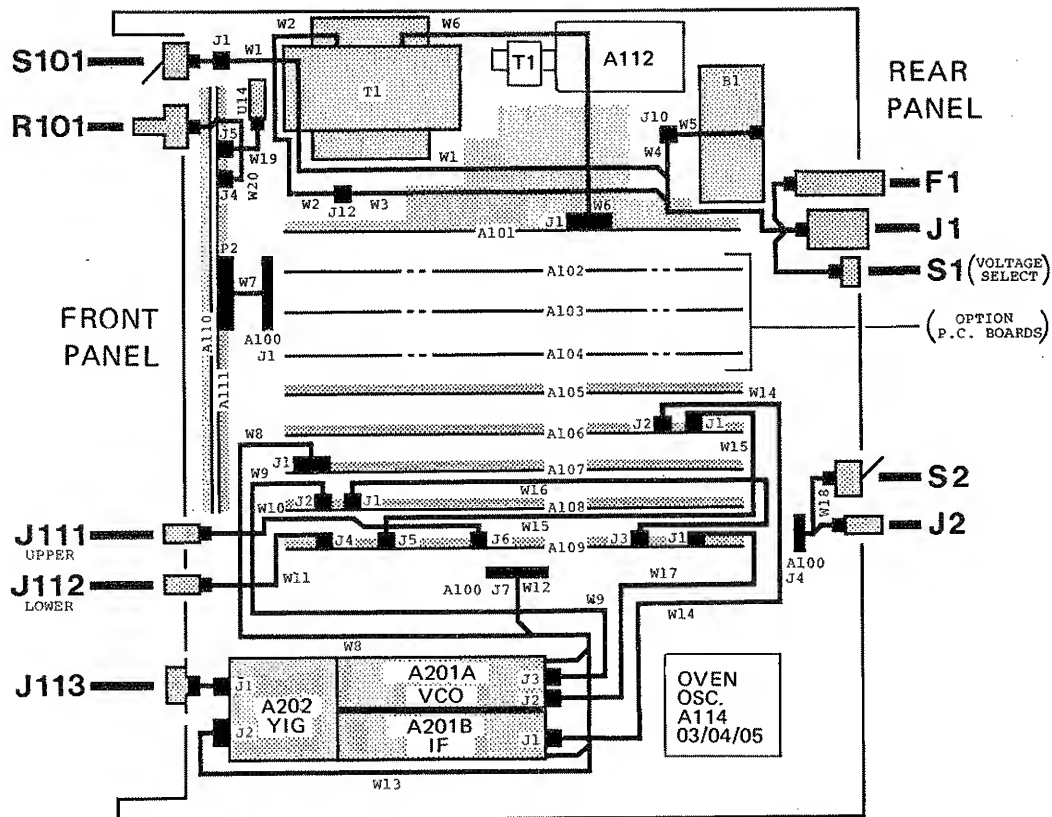 W2
W6
S101
J1
W1
T1
T1
A112
B1
REAR
PANEL
R101
U14
J5
W19
J4
W20
J10
W5
W4
W1
F1
W2
J12
W3
J1
W6
A101
J1
P2
W7
A100
J1
A102
A103
A104
S1 (VOLTAGE
SELECT)
(OPTION
P.C. BOARDS)
FRONT
PANEL
A110
A111
A105
W14
J2
J1
A106
W15
W8
J1
A107
W9
J2
J1
W16
A108
W10
W15
S2
W18
J2
J111
UPPER
J4
J5
J6
A109
J3
J1
A100
J4
J112
LOWER
W11
A100
J7
W12
W17
W9
W14
W8
J113
J1
J2
A202
YIG
A201A
VCO
J3
J2
A201B
IF
J1
W13
OVEN
OSC.
A114
03/04/05